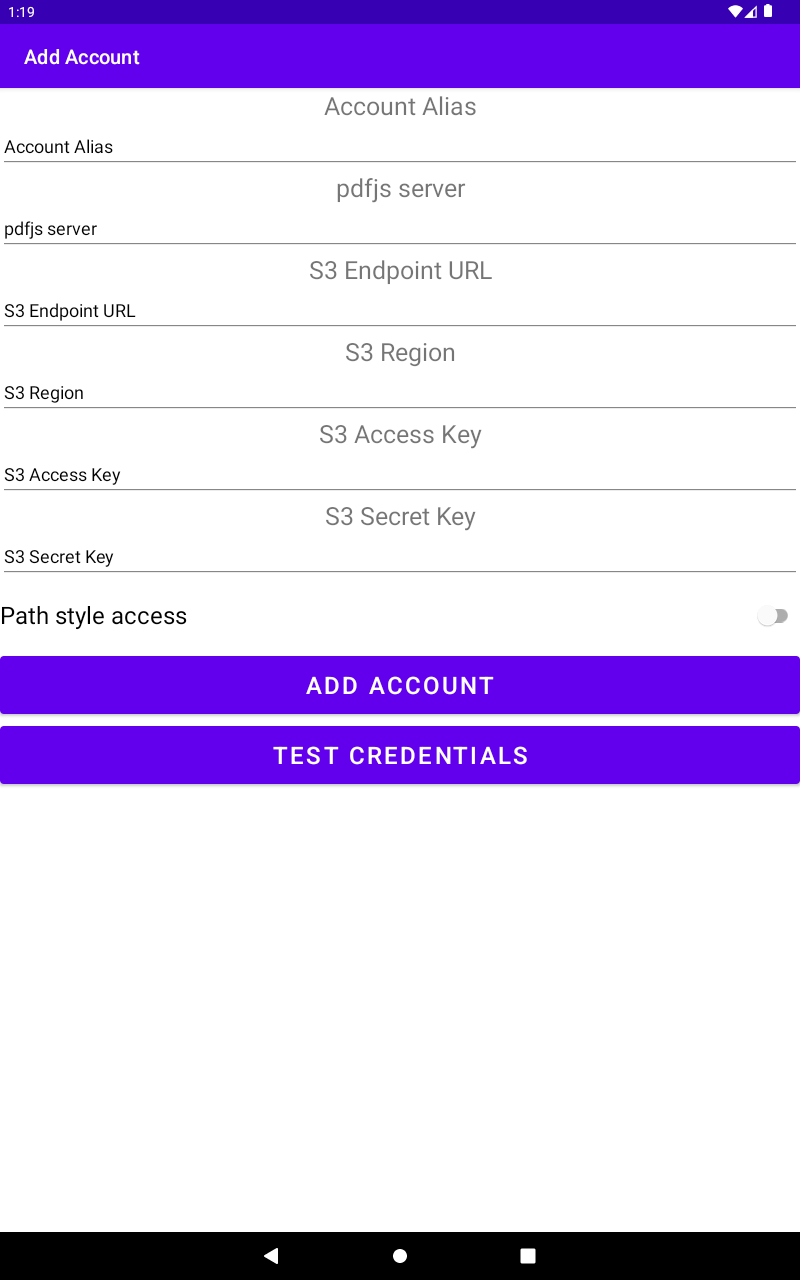 1:19
Add Account
Account Alias
Account Alias
pdfjs server
pdfjs server
S3 Endpoint URL
S3 Endpoint URL
S3 Region
S3 Region
S3 Access Key
S3 Access Key
S3 Secret Key
S3 Secret Key
Path style access
ADD ACCOUNT
TEST CREDENTIALS